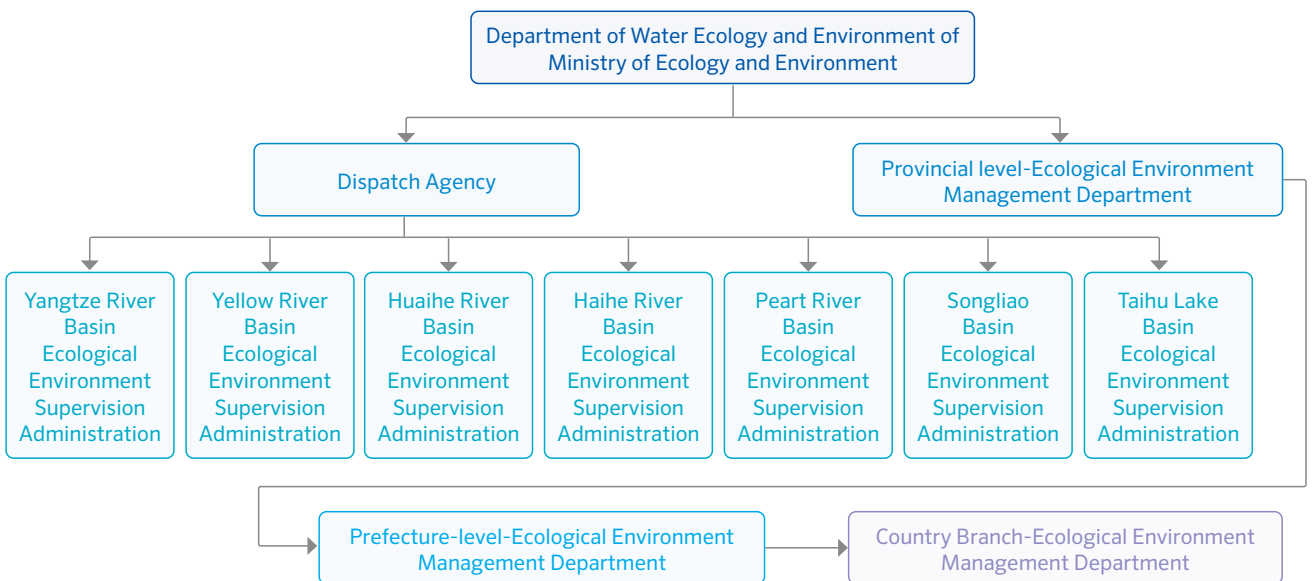 Department of Water Ecology and Environment of
Ministry of Ecology and Environment
Dispatch Agency
Provincial level-Ecological Environment
Management Department
Yangtze River
Basin
Ecological
Environment
Supervision
Administration
Yellow River
Basin
Ecological
Environment
Supervision
Administration
Huaihe River
Basin
Ecological
Environment
Supervision
Administration
Haihe River
Basin
Ecological
Environment
Supervision
Administration
Peart River
Basin
Ecological
Environment
Supervision
Administration
Songliao
Basin
Ecological
Environment
Supervision
Administration
Taihu Lake
Basin
Ecological
Environment
Supervision
Administration
Prefecture-level-Ecological Environment
Management Department
Country Branch-Ecological Environment
Management Department